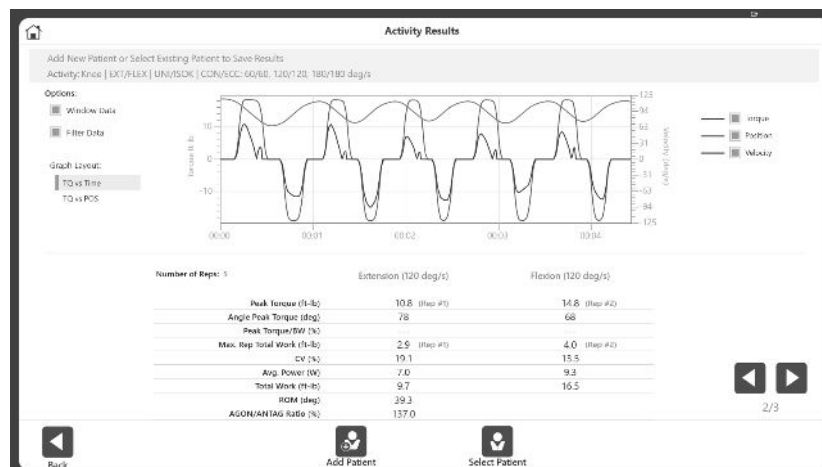 Activity Results
Add New Patient or Select Existing Patient to Save Results
Activity: Knee | EXT/FLEX | UNI/ISOK | CON/ECC: 60/60, 120/120, 180/180 deg/s
Options:
Window Data
Filter Data
Graph Layout:
TQ vs Time
TQ vs POS
Torque ft-lb
10
0
-10
123
94
63
31
0
-31
-63
-94
-125
Velocity (deg/s)
00:00 00:01 00:02 00:03 00:04
Torque
Position
Velocity
Number of Reps: 5 Extension (120 deg/s) Flexion (120 deg/s)
Peak Torque (ft-lb) 10.8 (Rep #1) 14.8 (Rep #2)
Angle Peak Torque (deg) 78 68
Peak Torque/BW (%) --- ---
Max. Rep Total Work (ft-lb) 2.9 (Rep #1) 4.0 (Rep #2)
CV (%) 19.1 13.5
Avg. Power (W) 7.0 9.3
Total Work (ft-lb) 9.7 16.5
ROM (deg) 39.3
AGON/ANTAG Ratio (%) 137.0
2/3
Back
Add Patient
Select Patient